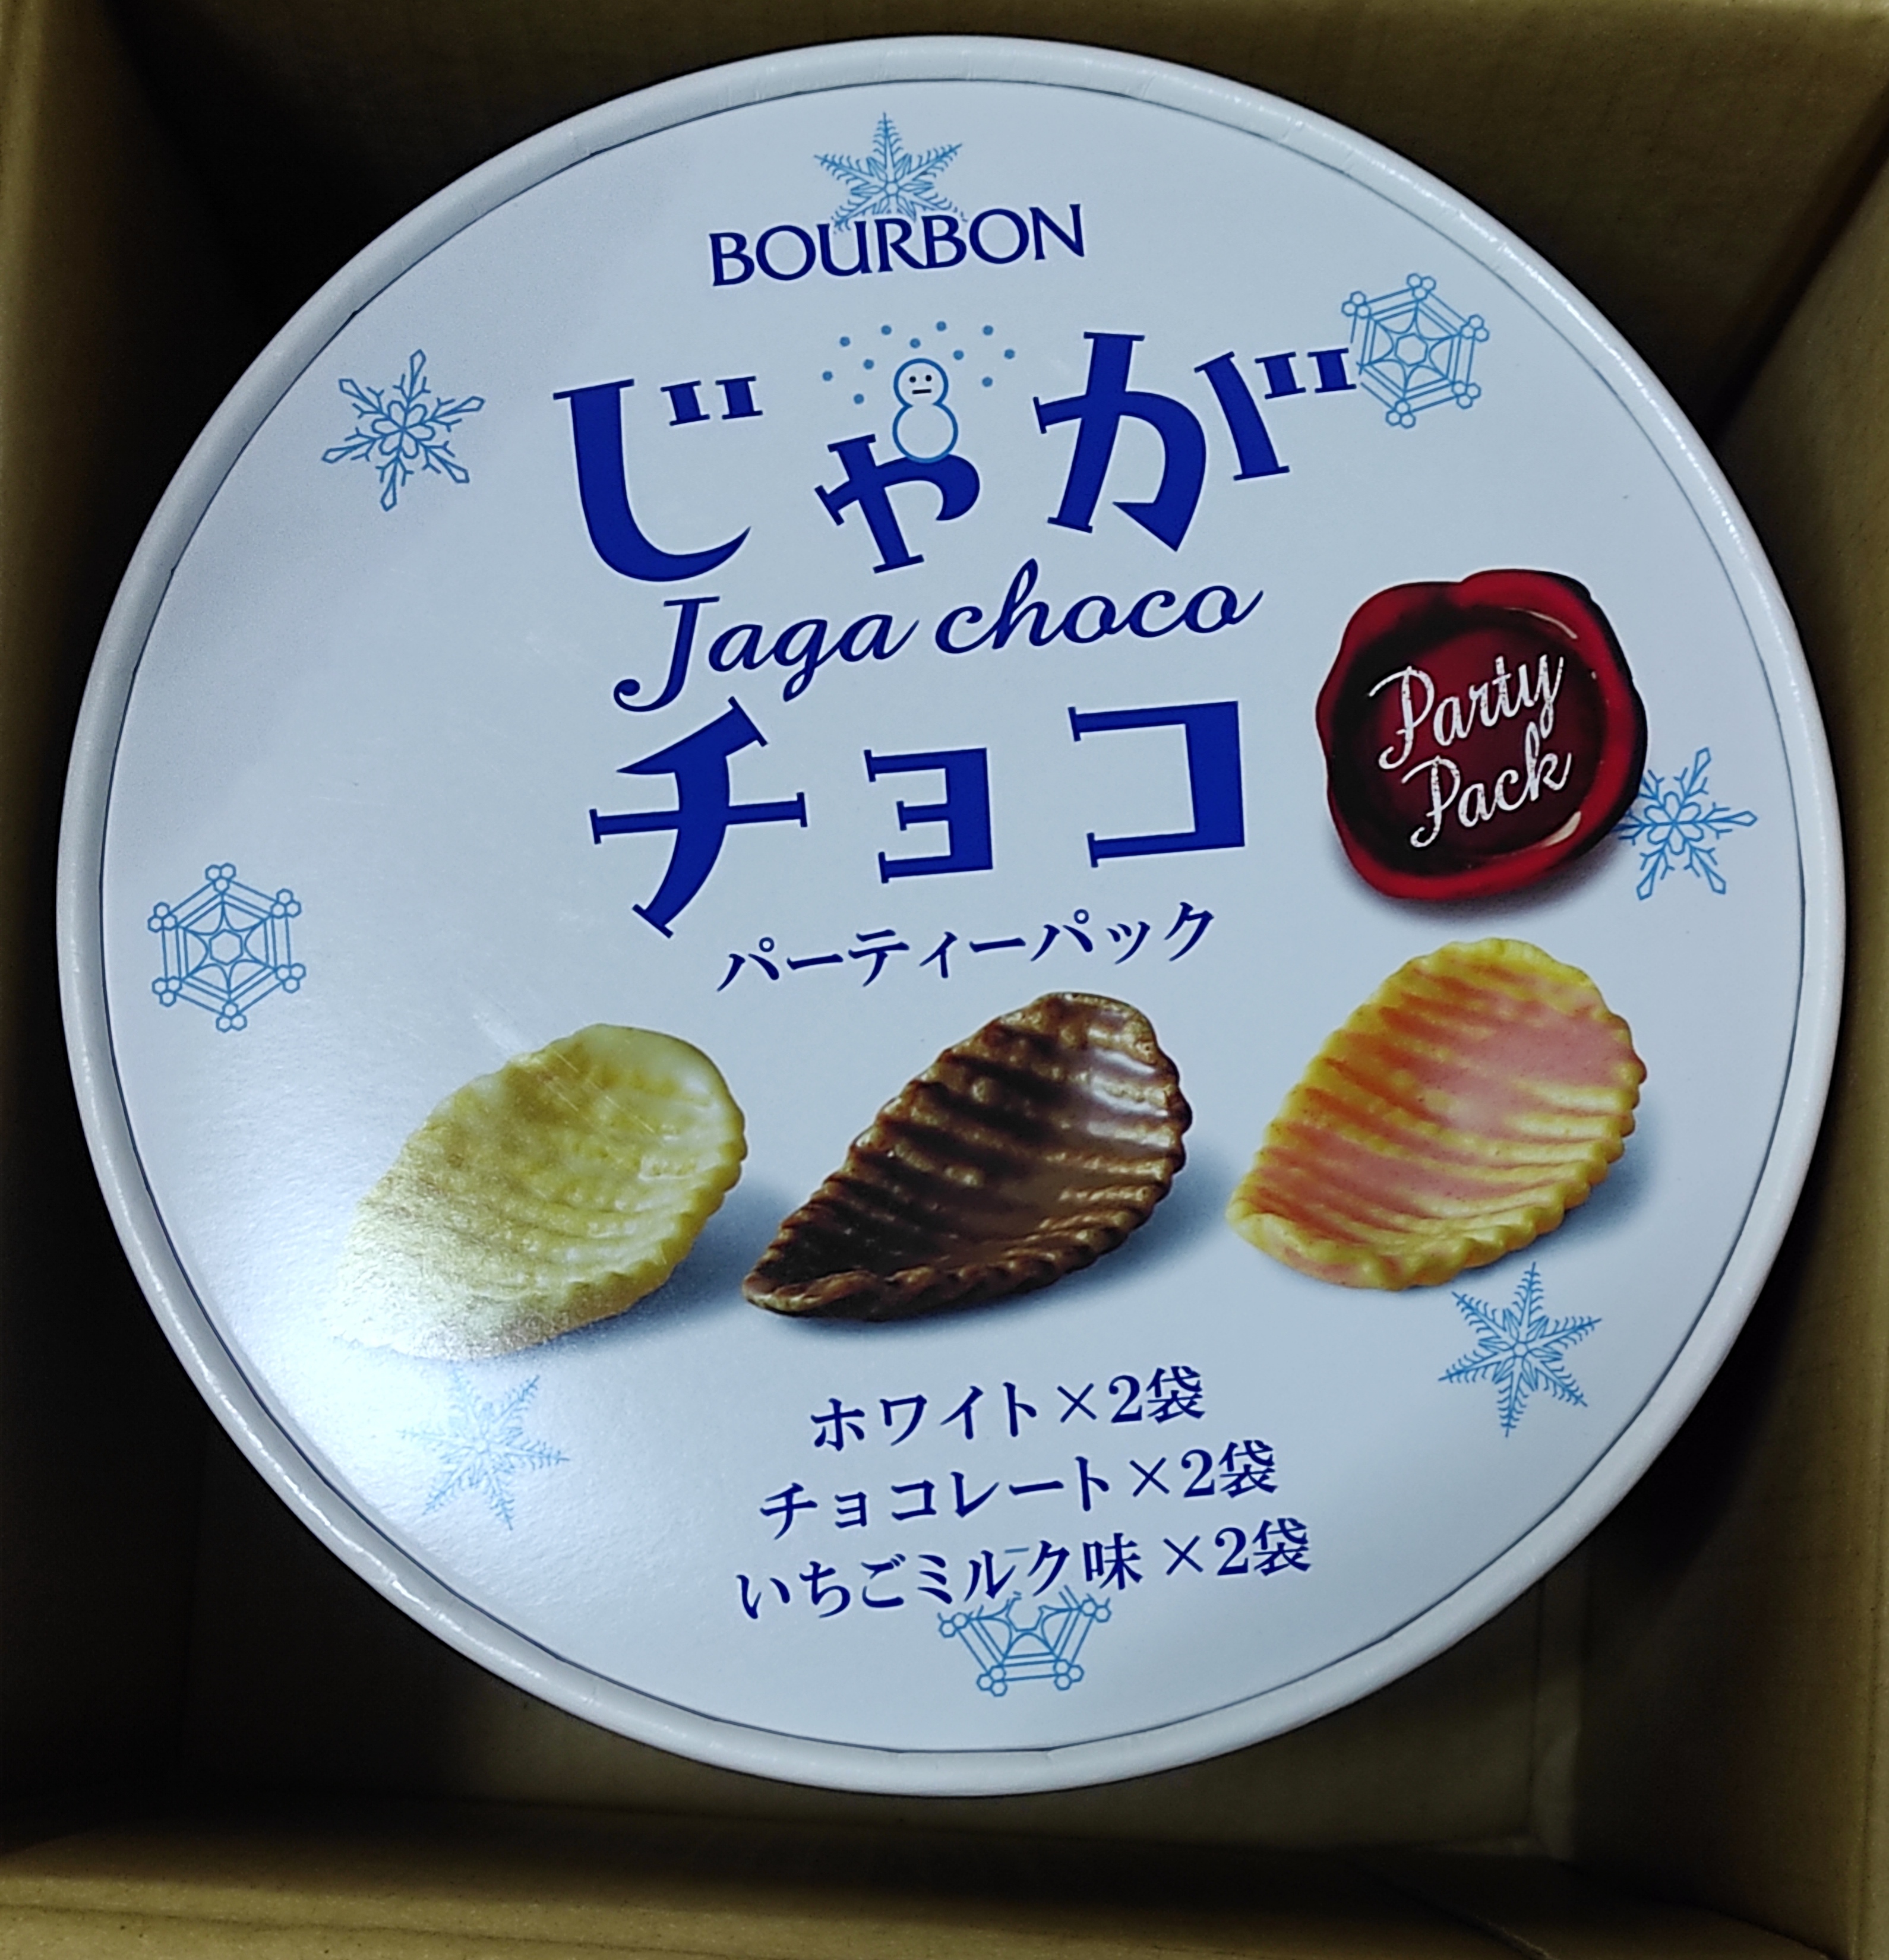 BOURBON
じゃが
Jaga choco
チョコ
Party
Pack
パーティーパック
ホワイト×2袋
チョコレート×2袋
いちごミルク味×2袋